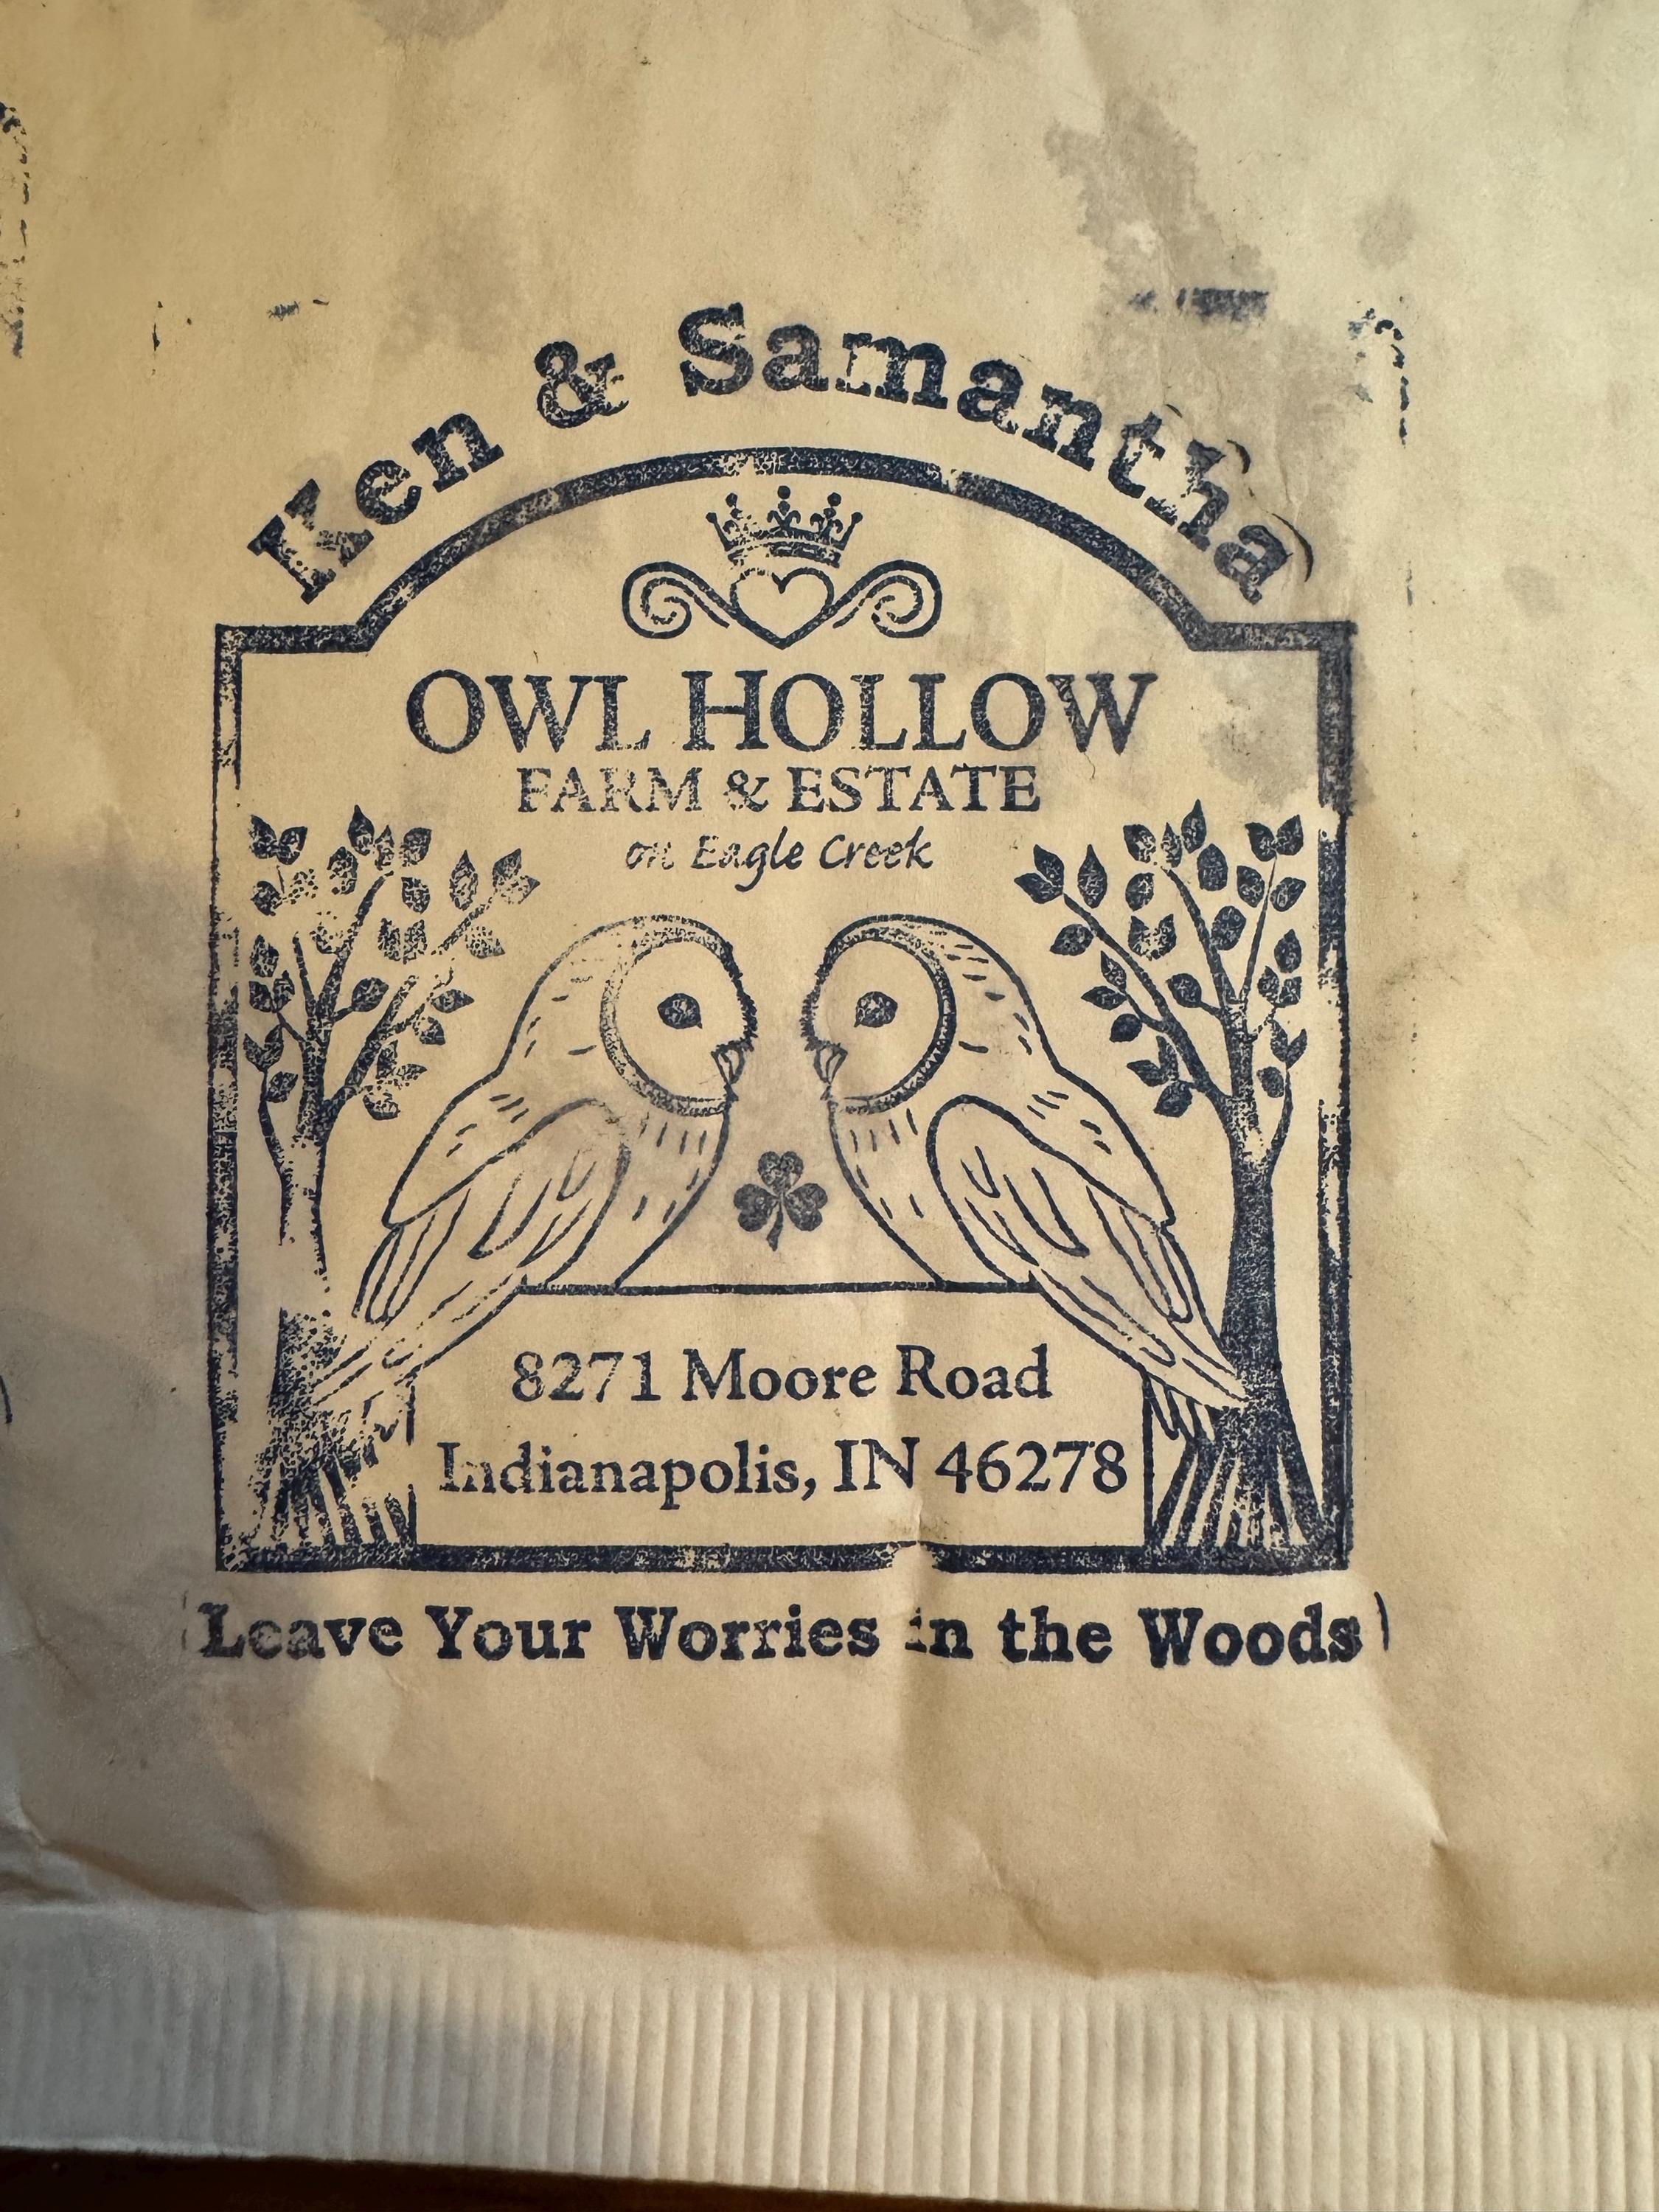 Ken & Samantha
OWL HOLLOW
FARM & ESTATE
on Eagle Creek
8271 Moore Road
Indianapolis, IN 46278
Leave Your Worries in the Woods